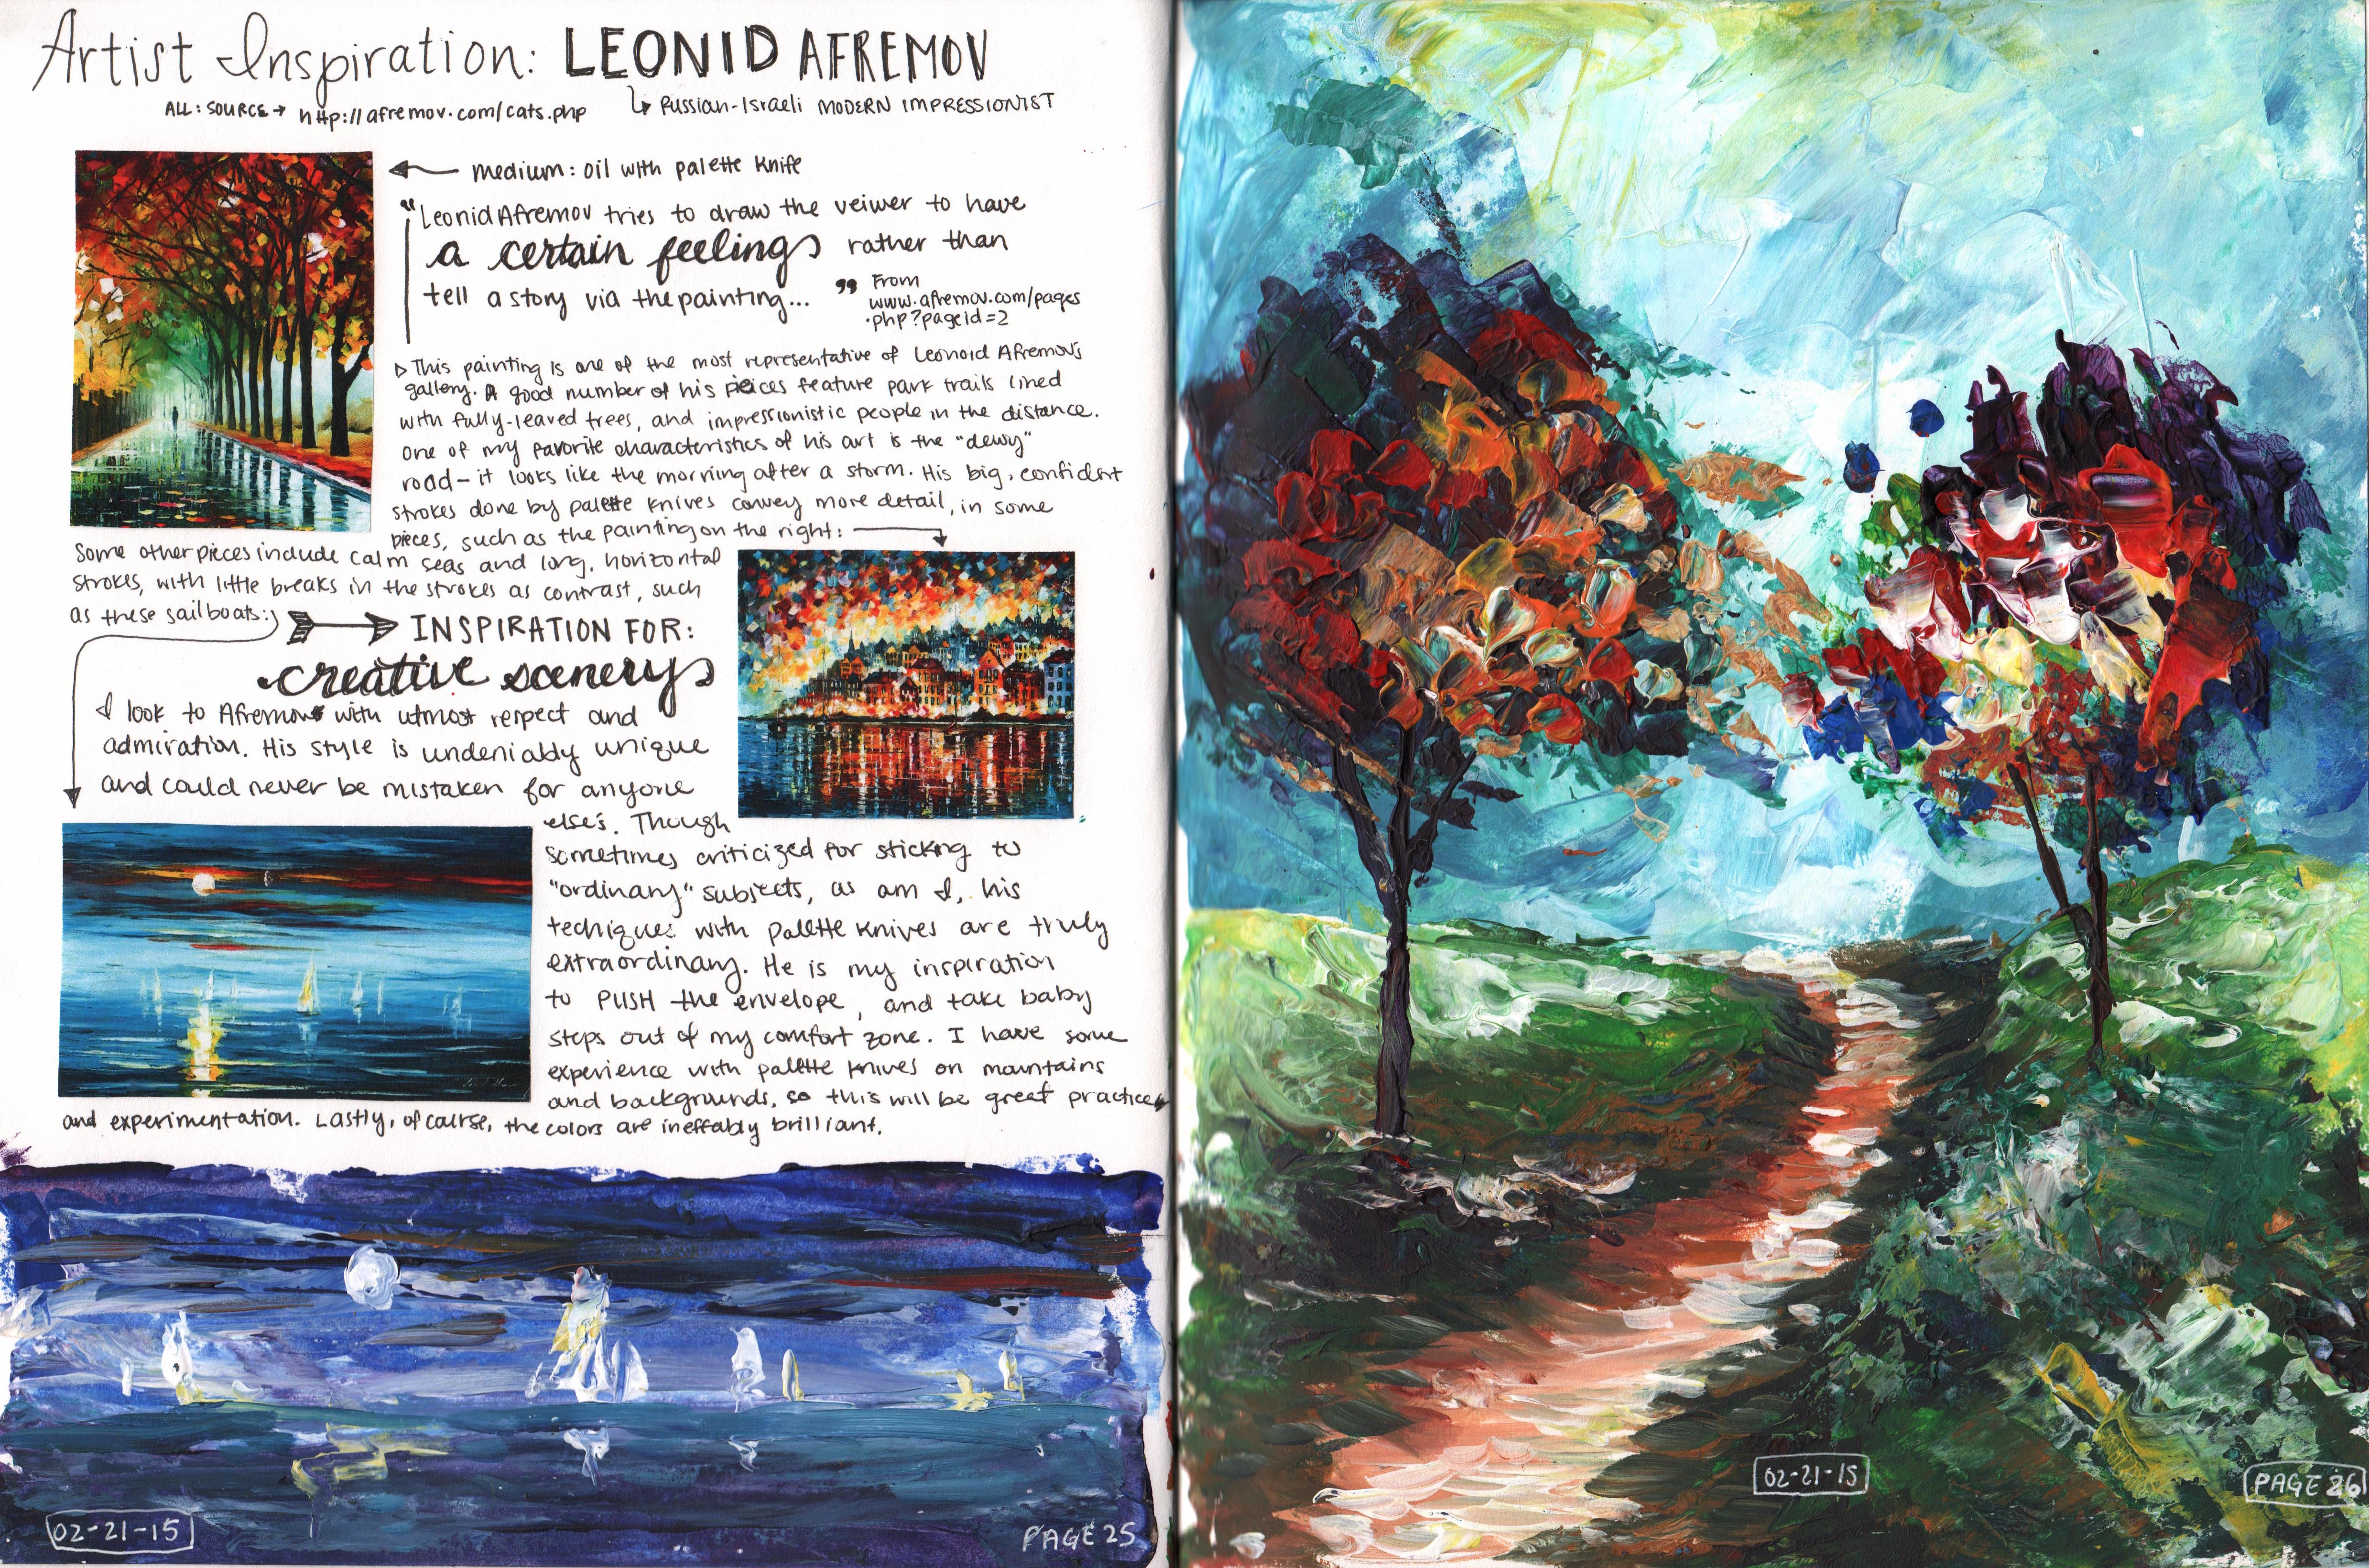 Artist Inspiration: LEONID AFREMOV
ALL: SOURCE → http://afremov.com/cats.php
↳ Russian-Israeli MODERN IMPRESSIONIST
medium: oil with palette knife
"Leonid Afremov tries to draw the veiwer to have
a certain feelings rather than
tell a story via the painting... "
From
www.afremov.com/pages
.php?pageid=2
▹ This painting is one of the most representative of Leonoid Afremov's
gallery. A good number of his peices feature park trails lined
with fully-leaved trees, and impressionistic people in the distance.
One of my favorite characteristics of his art is the "dewy"
road - it looks like the morning after a storm. His big, confident
strokes done by palette knives convey more detail, in some
pieces, such as the painting on the right:
Some other pieces include calm seas and long, horizontal
strokes, with little breaks in the strokes as contrast, such
as these sailboats:
INSPIRATION FOR:
creative scenery
I look to Afremov with utmost respect and
admiration. His style is undeniably unique
and could never be mistaken for anyone
else's. Though
sometimes criticized for sticking to
"ordinary" subjects, as am I, his
techiques with palette knives are truly
extraordinary. He is my inspiration
to PUSH the envelope, and take baby
steps out of my comfort zone. I have some
experience with palette knives on mountains
and backgrounds, so this will be great practice
and experimentation. Lastly, of course, the colors are ineffably brilliant.
02-21-15
PAGE 25
02-21-15
PAGE 26